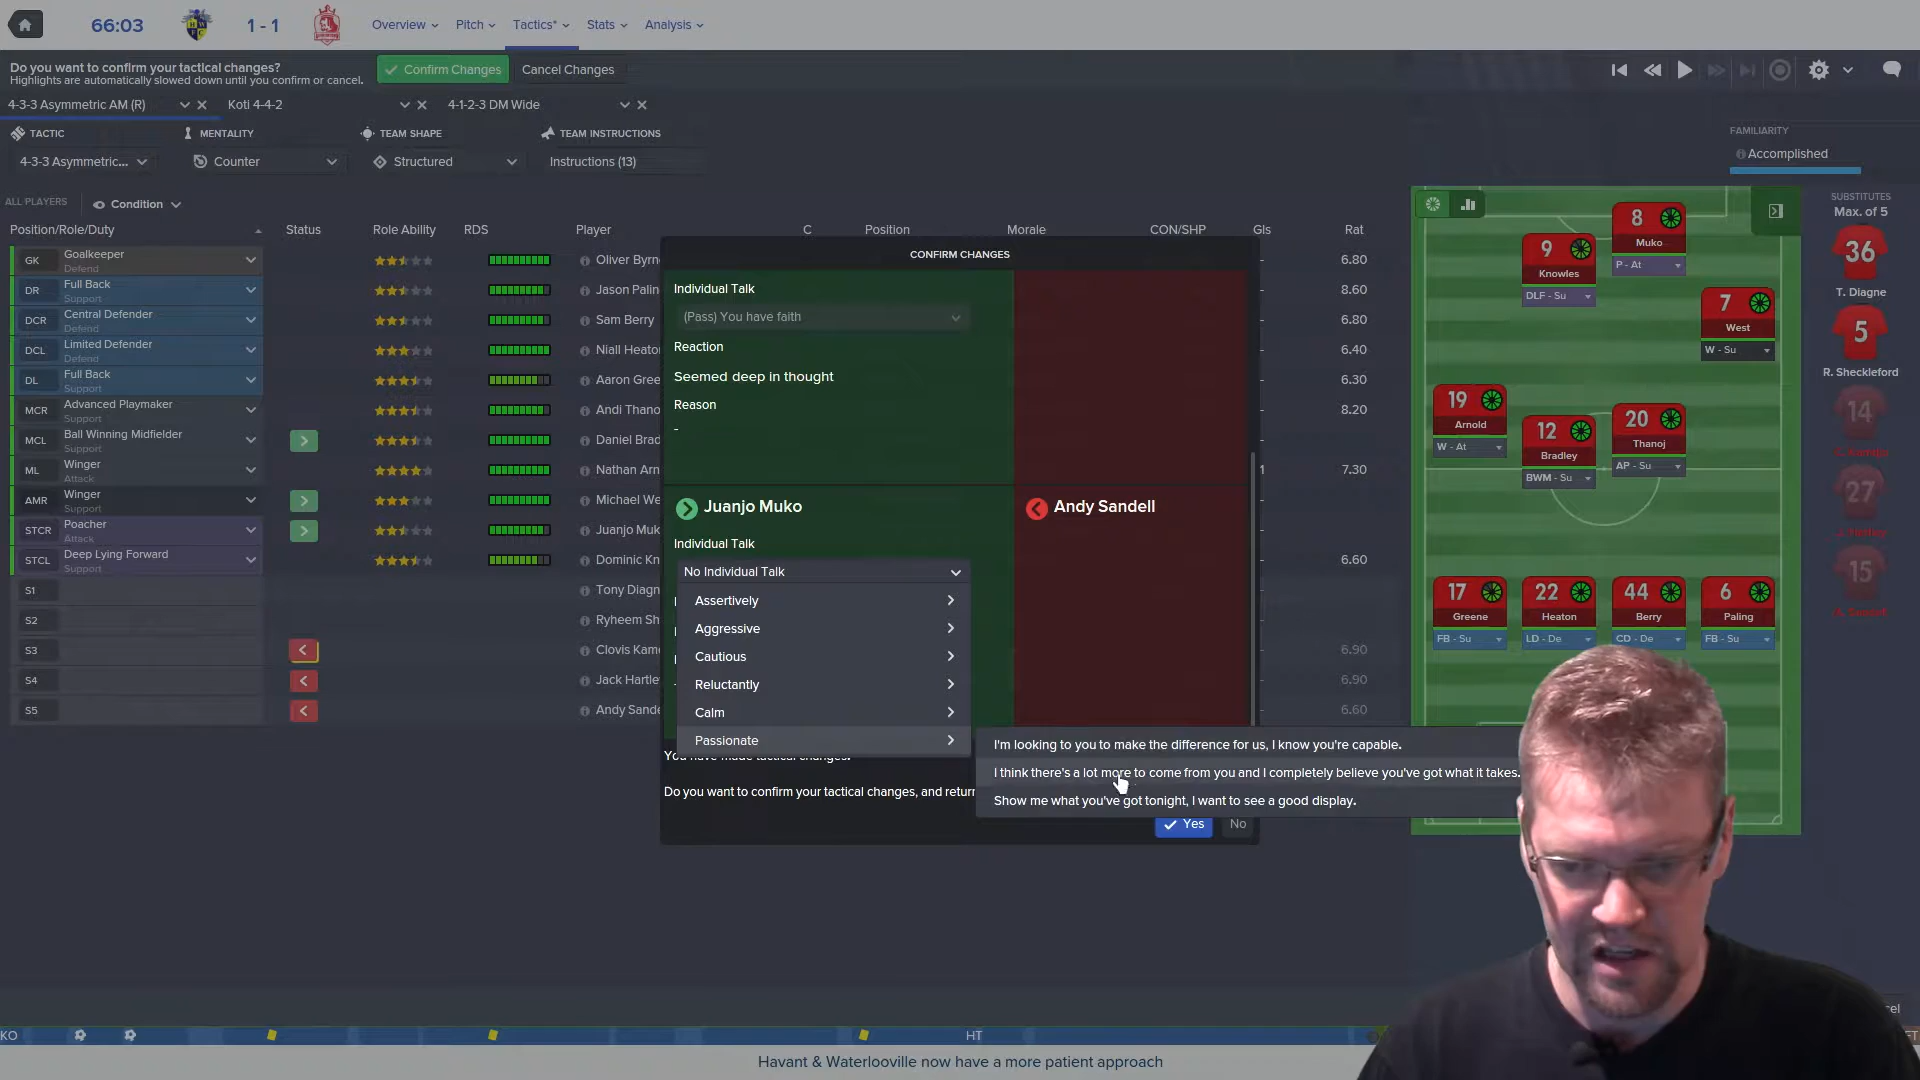 66:03
1 - 1
Overview
Pitch
Tactics*
Stats
Analysis
Do you want to confirm your tactical changes?
Highlights are automatically slowed down until you confirm or cancel.
Confirm Changes
Cancel Changes
4-3-3 Asymmetric AM (R)
Koti 4-4-2
4-1-2-3 DM Wide
TACTIC
MENTALITY
TEAM SHAPE
TEAM INSTRUCTIONS
FAMILIARITY
4-3-3 Asymmetric...
Counter
Structured
Instructions (13)
Accomplished
ALL PLAYERS
Condition
Position/Role/Duty
Status
Role Ability
RDS
Player
C
Position
Morale
CON/SHP
Gls
Rat
GK Goalkeeper
Defend
Oliver Byrn
6.80
DR Full Back
Support
Jason Palin
8.60
DCR Central Defender
Defend
Sam Berry
6.80
DCL Limited Defender
Defend
Niall Heato
6.40
DL Full Back
Support
Aaron Gree
6.30
MCR Advanced Playmaker
Support
Andi Thano
8.20
MCL Ball Winning Midfielder
Support
Daniel Brad
ML Winger
Attack
Nathan Arn
1
7.30
AMR Winger
Support
Michael We
STCR Poacher
Attack
Juanjo Muk
STCL Deep Lying Forward
Support
Dominic Kn
6.60
S1
Tony Diagn
S2
Ryheem Sh
S3
Clovis Kam
6.90
S4
Jack Hartle
6.90
S5
Andy Sande
6.60
CONFIRM CHANGES
Individual Talk
(Pass) You have faith
Reaction
Seemed deep in thought
Reason
-
Juanjo Muko
Andy Sandell
Individual Talk
No Individual Talk
Assertively
Aggressive
Cautious
Reluctantly
Calm
Passionate
I'm looking to you to make the difference for us, I know you're capable.
I think there's a lot more to come from you and I completely believe you've got what it takes.
Show me what you've got tonight, I want to see a good display.
You have made tactical changes.
Do you want to confirm your tactical changes, and return
Yes
No
8
Muko
P - At
9
Knowles
DLF - Su
7
West
W - Su
19
Arnold
W - At
12
Bradley
BWM - Su
20
Thanoj
AP - Su
17
Greene
FB - Su
22
Heaton
LD - De
44
Berry
CD - De
6
Paling
FB - Su
SUBSTITUTES
Max. of 5
36
T. Diagne
5
R. Sheckleford
14
27
15
KO
HT
FT
Havant & Waterlooville now have a more patient approach